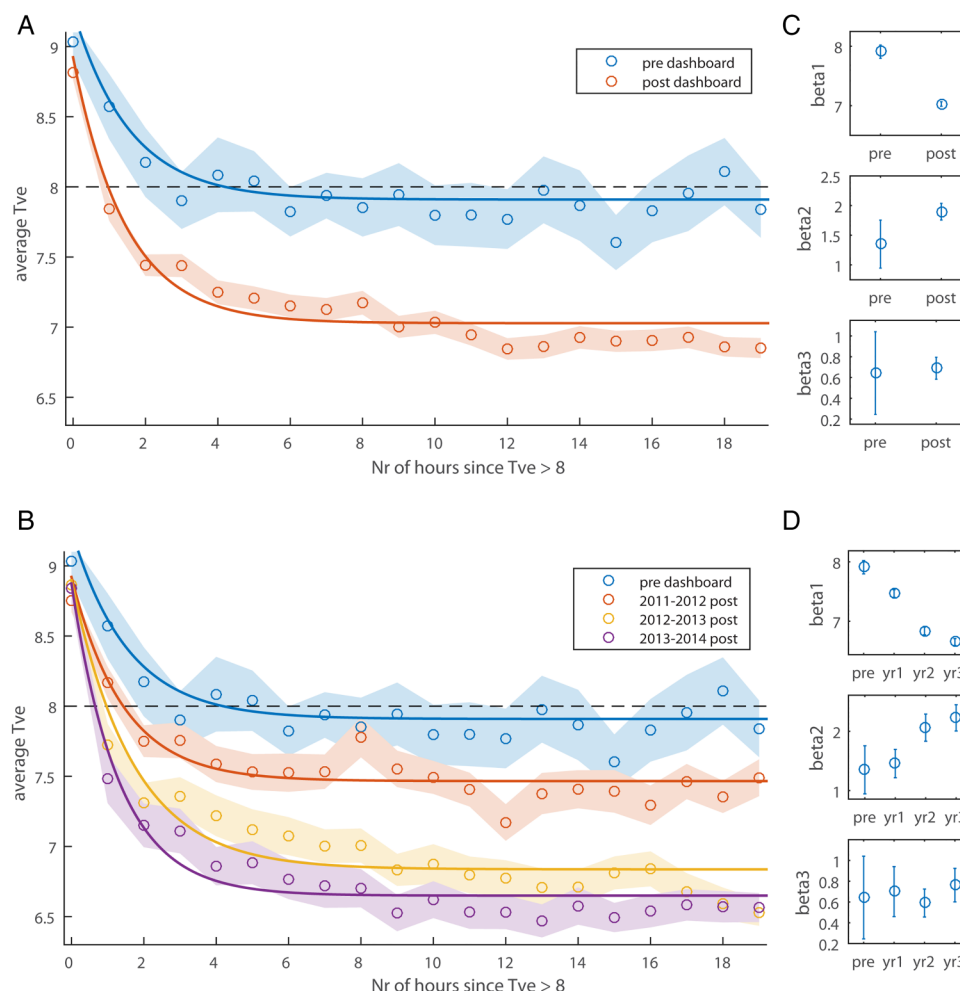 A
9
8.5
8
7.5
7
6.5
average Tve
pre dashboard
post dashboard
0 2 4 6 8 10 12 14 16 18
Nr of hours since Tve > 8
C
beta1
8
7
pre post
beta2
2.5
2
1.5
1
pre post
beta3
1
0.8
0.6
0.4
0.2
pre post
B
9
8.5
8
7.5
7
6.5
average Tve
pre dashboard
2011-2012 post
2012-2013 post
2013-2014 post
0 2 4 6 8 10 12 14 16 18
Nr of hours since Tve > 8
D
beta1
8
7
pre yr1 yr2 yr3
beta2
2
1
pre yr1 yr2 yr3
beta3
1
0.8
0.6
0.4
0.2
pre yr1 yr2 yr3